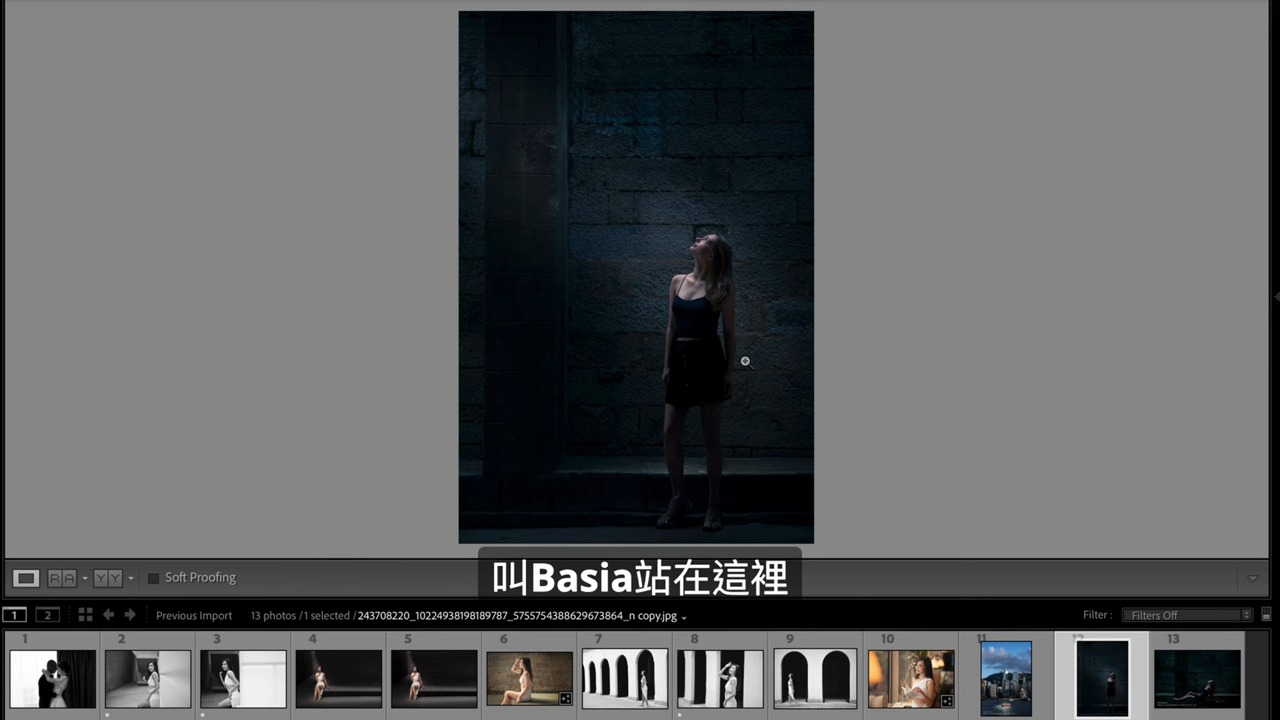 叫Basia站在這裡
Soft Proofing
1 2 Previous Import 13 photos /1 selected / 243708220_10224938198189787_5755754388629673864_n copy.jpg Filter : Filters Off
1 2 3 4 5 6 7 8 9 10 11 12 13